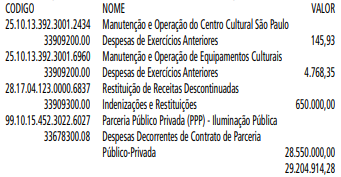 CODIGO NOME VALOR
25.10.13.392.3001.2434 Manutenção e Operação do Centro Cultural São Paulo
33909200.00 Despesas de Exercícios Anteriores 145,93
25.10.13.392.3001.6960 Manutenção e Operação de Equipamentos Culturais
33909200.00 Despesas de Exercícios Anteriores 4.768,35
28.17.04.123.0000.6837 Restituição de Receitas Descontinuadas
33909300.00 Indenizações e Restituições 650.000,00
99.10.15.452.3022.6027 Parceria Público Privada (PPP) - Iluminação Pública
33678300.08 Despesas Decorrentes de Contrato de Parceria
Público-Privada 28.550.000,00
29.204.914,28